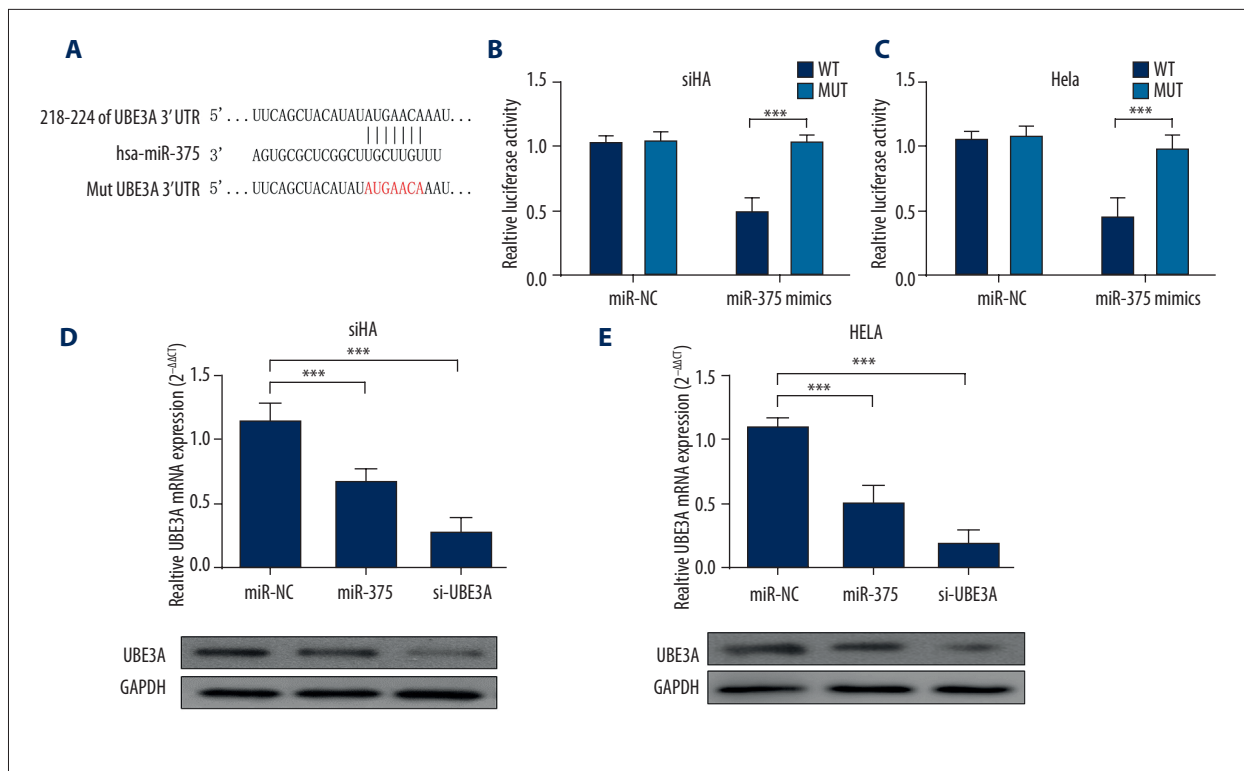 A
218-224 of UBE3A 3' UTR 5' ... UUCAGCUACAUAUAUGAACAAAU...
hsa-miR-375 3' AGUGCGCUCGGCUUGCUUGUUU
Mut UBE3A 3'UTR 5' ... UUCAGCUACAUAUAUGAACAAAU...
B
siHA
WT
MUT
Realtive luciferase activity
1.5
1.0
0.5
0.0
***
miR-NC miR-375 mimics
C
Hela
WT
MUT
Realtive luciferase activity
1.5
1.0
0.5
0.0
***
miR-NC miR-375 mimics
D
siHA
Realtive UBE3A mRNA expression (2⁻ΔΔCT)
1.5
1.0
0.5
0.0
***
***
miR-NC miR-375 si-UBE3A
UBE3A
GAPDH
E
HELA
Realtive UBE3A mRNA expression (2⁻ΔΔCT)
1.5
1.0
0.5
0.0
***
***
miR-NC miR-375 si-UBE3A
UBE3A
GAPDH